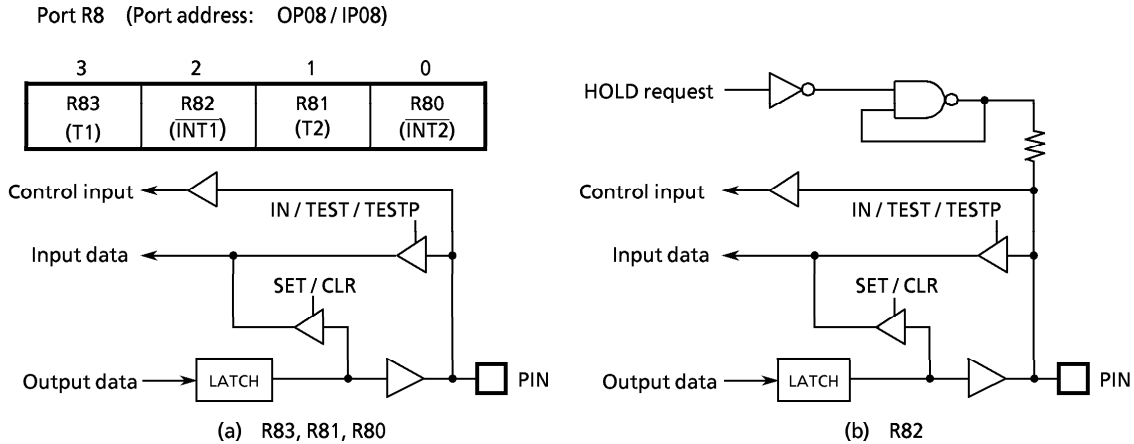 Port R8 (Port address: OP08 / IP08)
3 2 1 0
R83 R82 R81 R80
(T1) (INT1) (T2) (INT2)
Control input
IN / TEST / TESTP
Input data
SET / CLR
Output data LATCH PIN
(a) R83, R81, R80
HOLD request
Control input
IN / TEST / TESTP
Input data
SET / CLR
Output data LATCH PIN
(b) R82